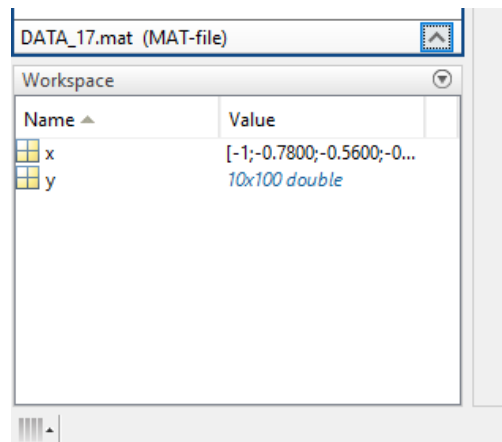 DATA_17.mat (MAT-file)
Workspace
Name Value
x [-1;-0.7800;-0.5600;-0...
y 10x100 double